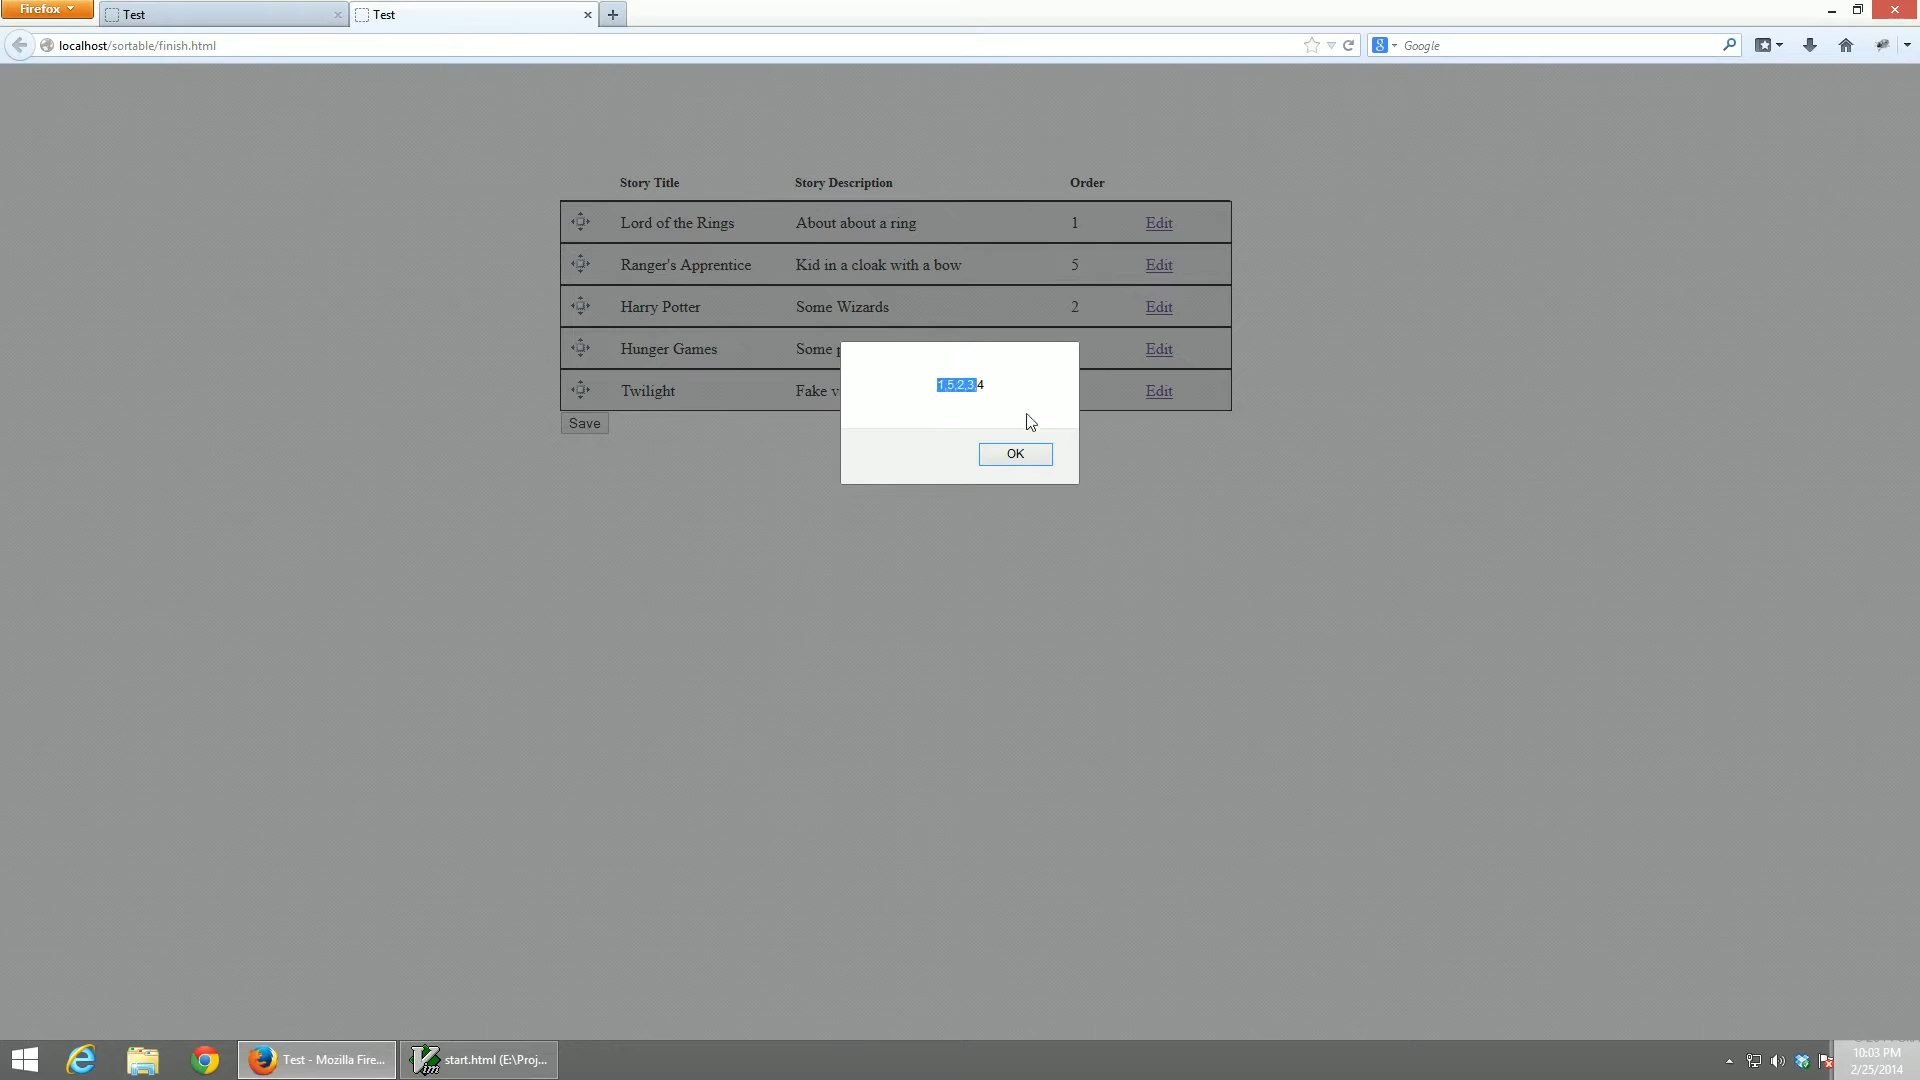 Firefox
Test
Test
localhost/sortable/finish.html
Google
Story Title Story Description Order
Lord of the Rings About about a ring 1 Edit
Ranger's Apprentice Kid in a cloak with a bow 5 Edit
Harry Potter Some Wizards 2 Edit
Hunger Games Some Edit
Twilight Fake v Edit
1,5,2,3,4
Save
OK
Test - Mozilla Fire...
start.html (E:\Proj...
10:03 PM
2/25/2014